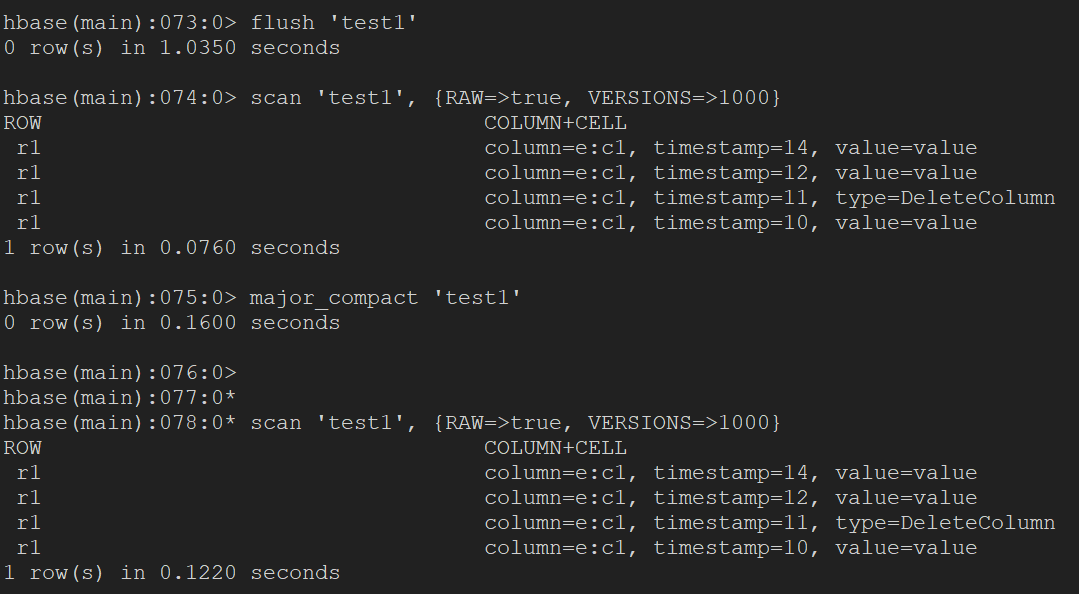 hbase(main):073:0> flush 'test1'
0 row(s) in 1.0350 seconds
hbase(main):074:0> scan 'test1', {RAW=>true, VERSIONS=>1000}
ROW COLUMN+CELL
r1 column=e:c1, timestamp=14, value=value
r1 column=e:c1, timestamp=12, value=value
r1 column=e:c1, timestamp=11, type=DeleteColumn
r1 column=e:c1, timestamp=10, value=value
1 row(s) in 0.0760 seconds
hbase(main):075:0> major_compact 'test1'
0 row(s) in 0.1600 seconds
hbase(main):076:0>
hbase(main):077:0*
hbase(main):078:0* scan 'test1', {RAW=>true, VERSIONS=>1000}
ROW COLUMN+CELL
r1 column=e:c1, timestamp=14, value=value
r1 column=e:c1, timestamp=12, value=value
r1 column=e:c1, timestamp=11, type=DeleteColumn
r1 column=e:c1, timestamp=10, value=value
1 row(s) in 0.1220 seconds